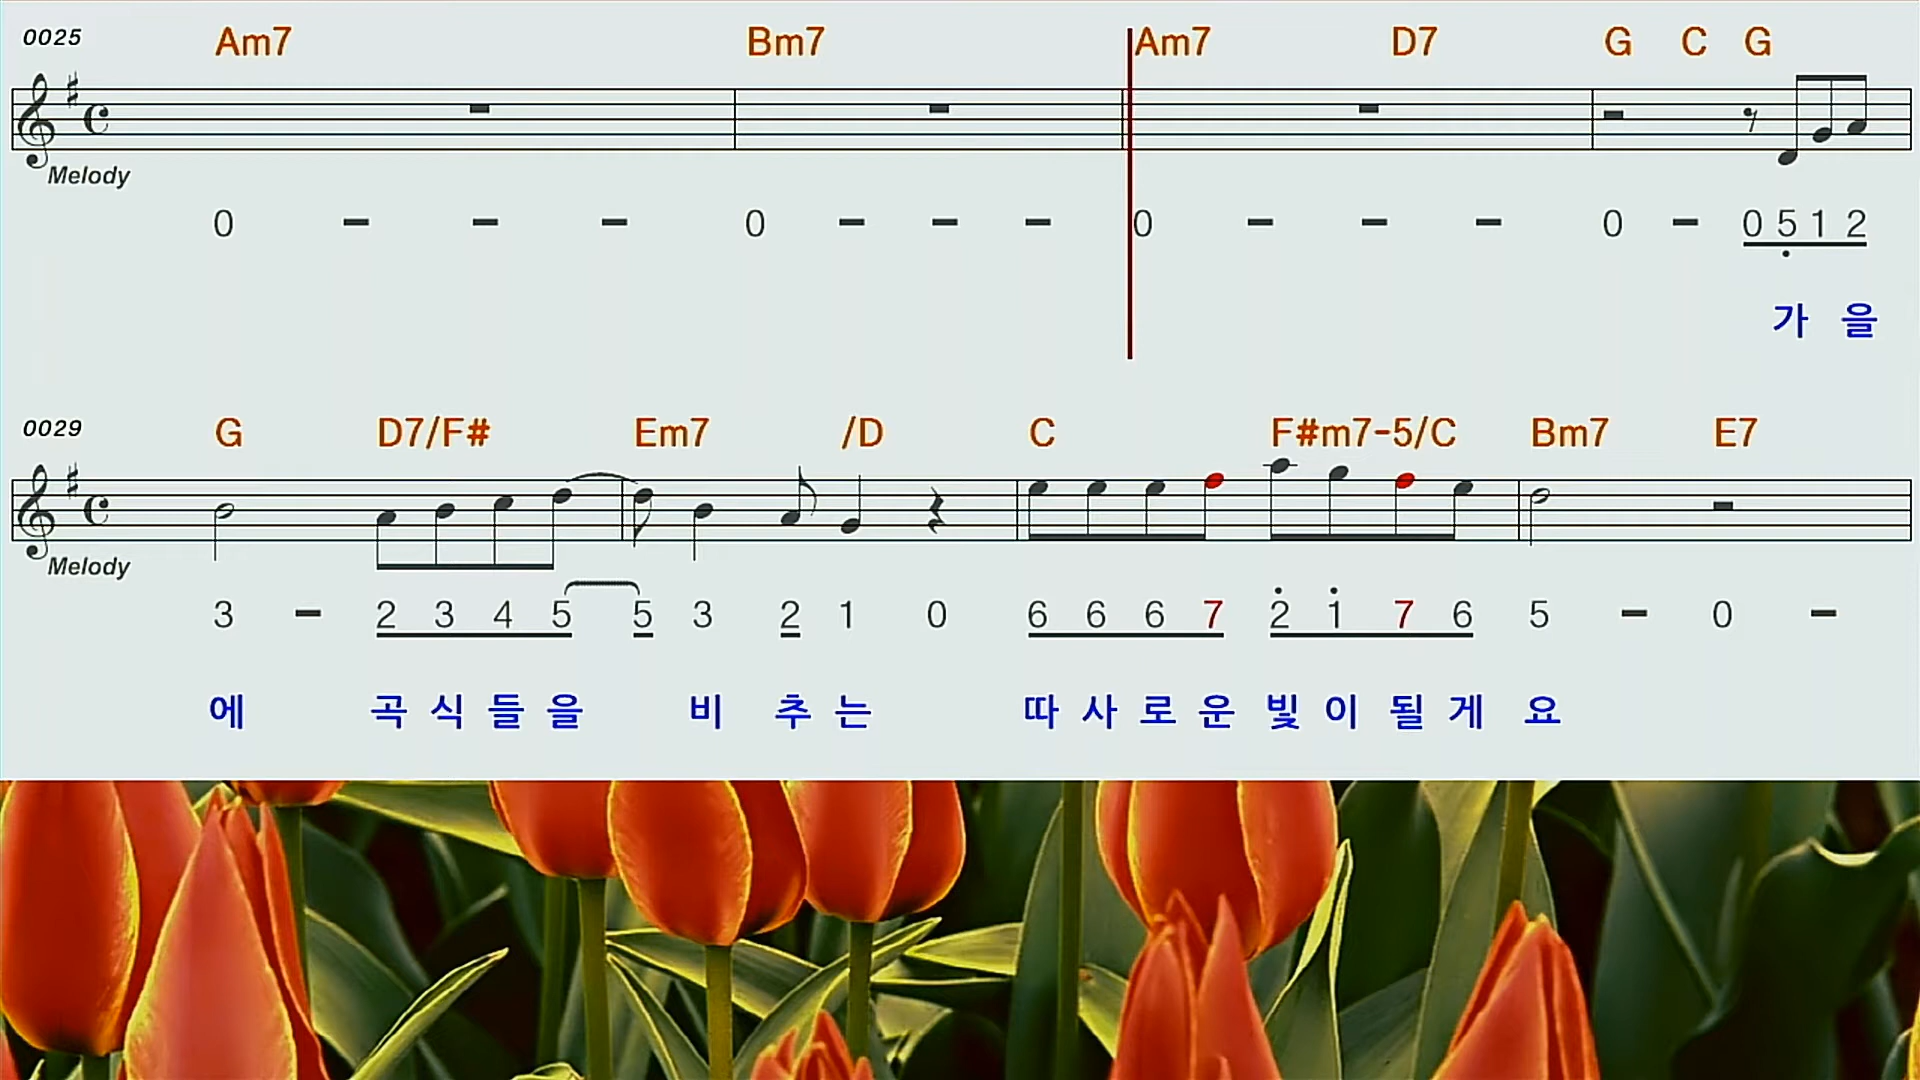 0025 Am7 Bm7 Am7 D7 G C G
Melody
0 - - - 0 - - - 0 - - - 0 - 0 5 1 2
가 을
0029 G D7/F# Em7 /D C F#m7-5/C Bm7 E7
Melody
3 - 2 3 4 5 5 3 2 1 0 6 6 6 7 2 1 7 6 5 - 0 -
에 곡 식 들 을 비 추 는 따 사 로 운 빛 이 될 게 요